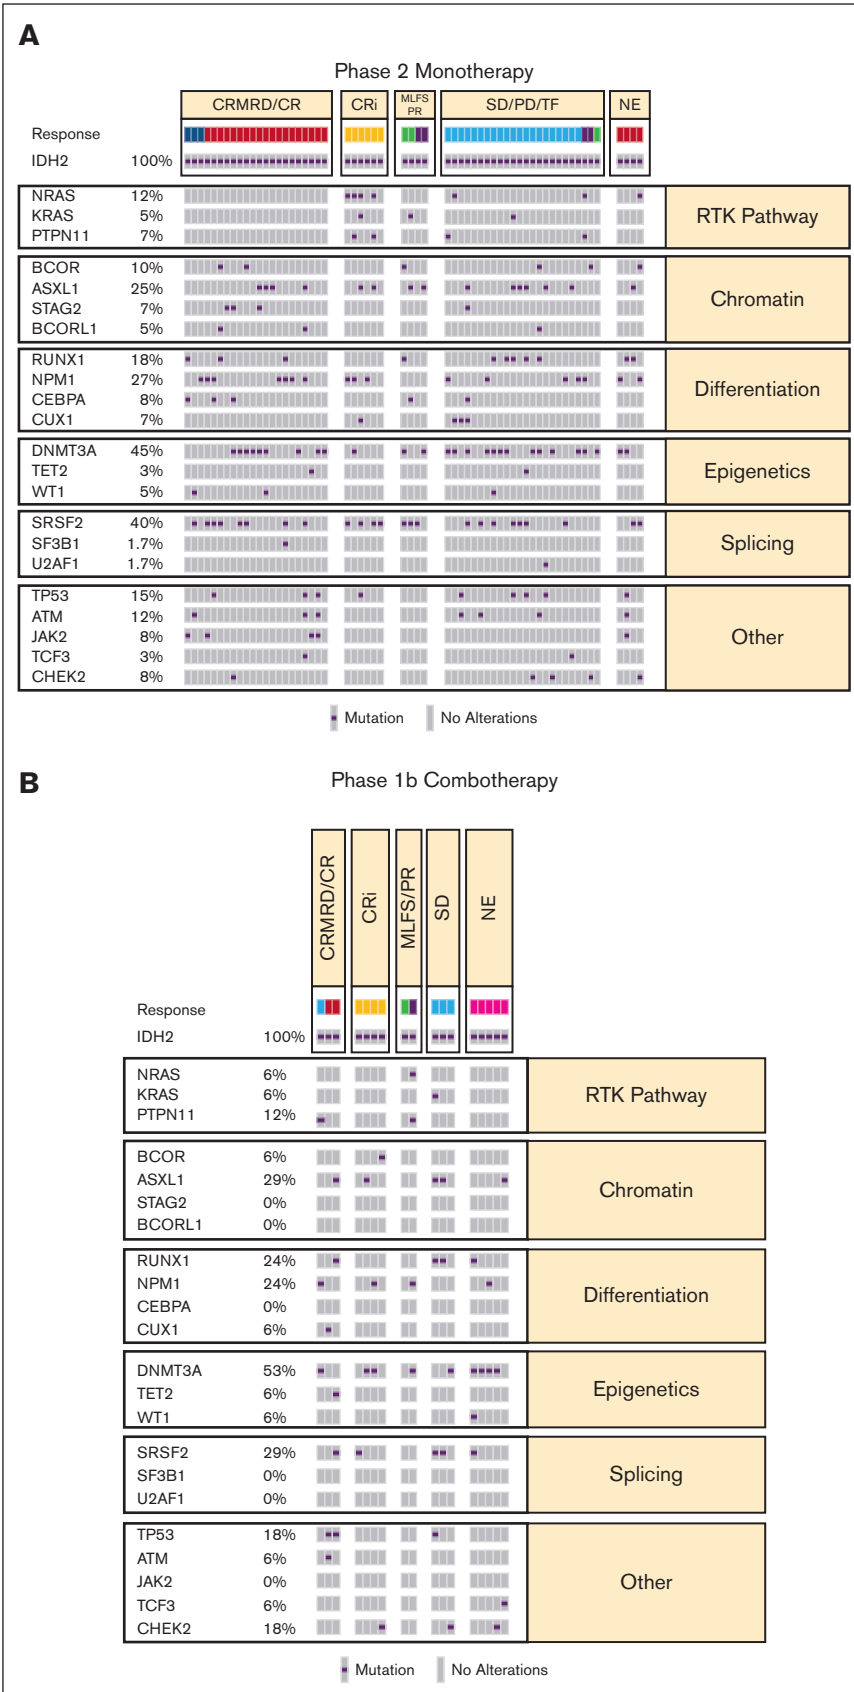 A
Phase 2 Monotherapy
CRMRD/CR CRi MLFS PR SD/PD/TF NE
Response
IDH2 100%
NRAS 12%
KRAS 5%
PTPN11 7%
RTK Pathway
BCOR 10%
ASXL1 25%
STAG2 7%
BCORL1 5%
Chromatin
RUNX1 18%
NPM1 27%
CEBPA 8%
CUX1 7%
Differentiation
DNMT3A 45%
TET2 3%
WT1 5%
Epigenetics
SRSF2 40%
SF3B1 1.7%
U2AF1 1.7%
Splicing
TP53 15%
ATM 12%
JAK2 8%
TCF3 3%
CHEK2 8%
Other
Mutation No Alterations
B
Phase 1b Combotherapy
CRMRD/CR CRi MLFS/PR SD NE
Response
IDH2 100%
NRAS 6%
KRAS 6%
PTPN11 12%
RTK Pathway
BCOR 6%
ASXL1 29%
STAG2 0%
BCORL1 0%
Chromatin
RUNX1 24%
NPM1 24%
CEBPA 0%
CUX1 6%
Differentiation
DNMT3A 53%
TET2 6%
WT1 6%
Epigenetics
SRSF2 29%
SF3B1 0%
U2AF1 0%
Splicing
TP53 18%
ATM 6%
JAK2 0%
TCF3 6%
CHEK2 18%
Other
Mutation No Alterations